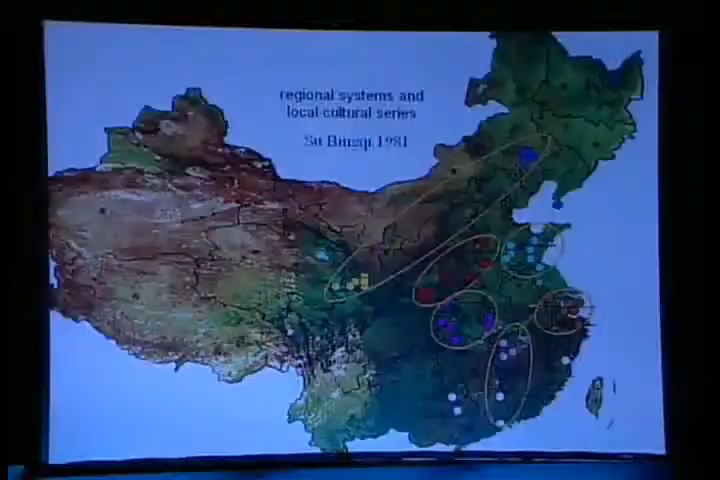 regional systems and
local cultural series
Su Bingqi 1981